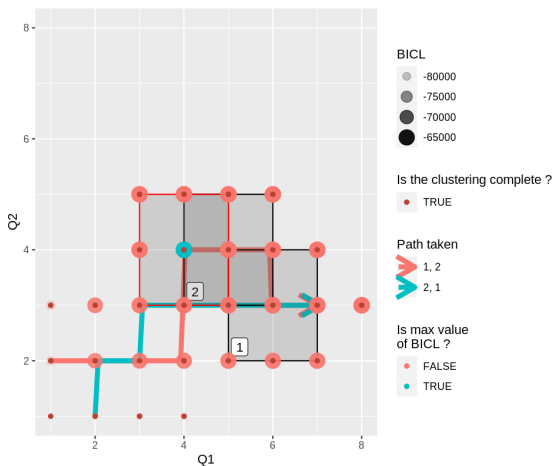 8
6
4
2
Q2
2
1
2
4
6
8
Q1
BICL
-80000
-75000
-70000
-65000
Is the clustering complete ?
TRUE
Path taken
1, 2
2, 1
Is max value
of BICL ?
FALSE
TRUE